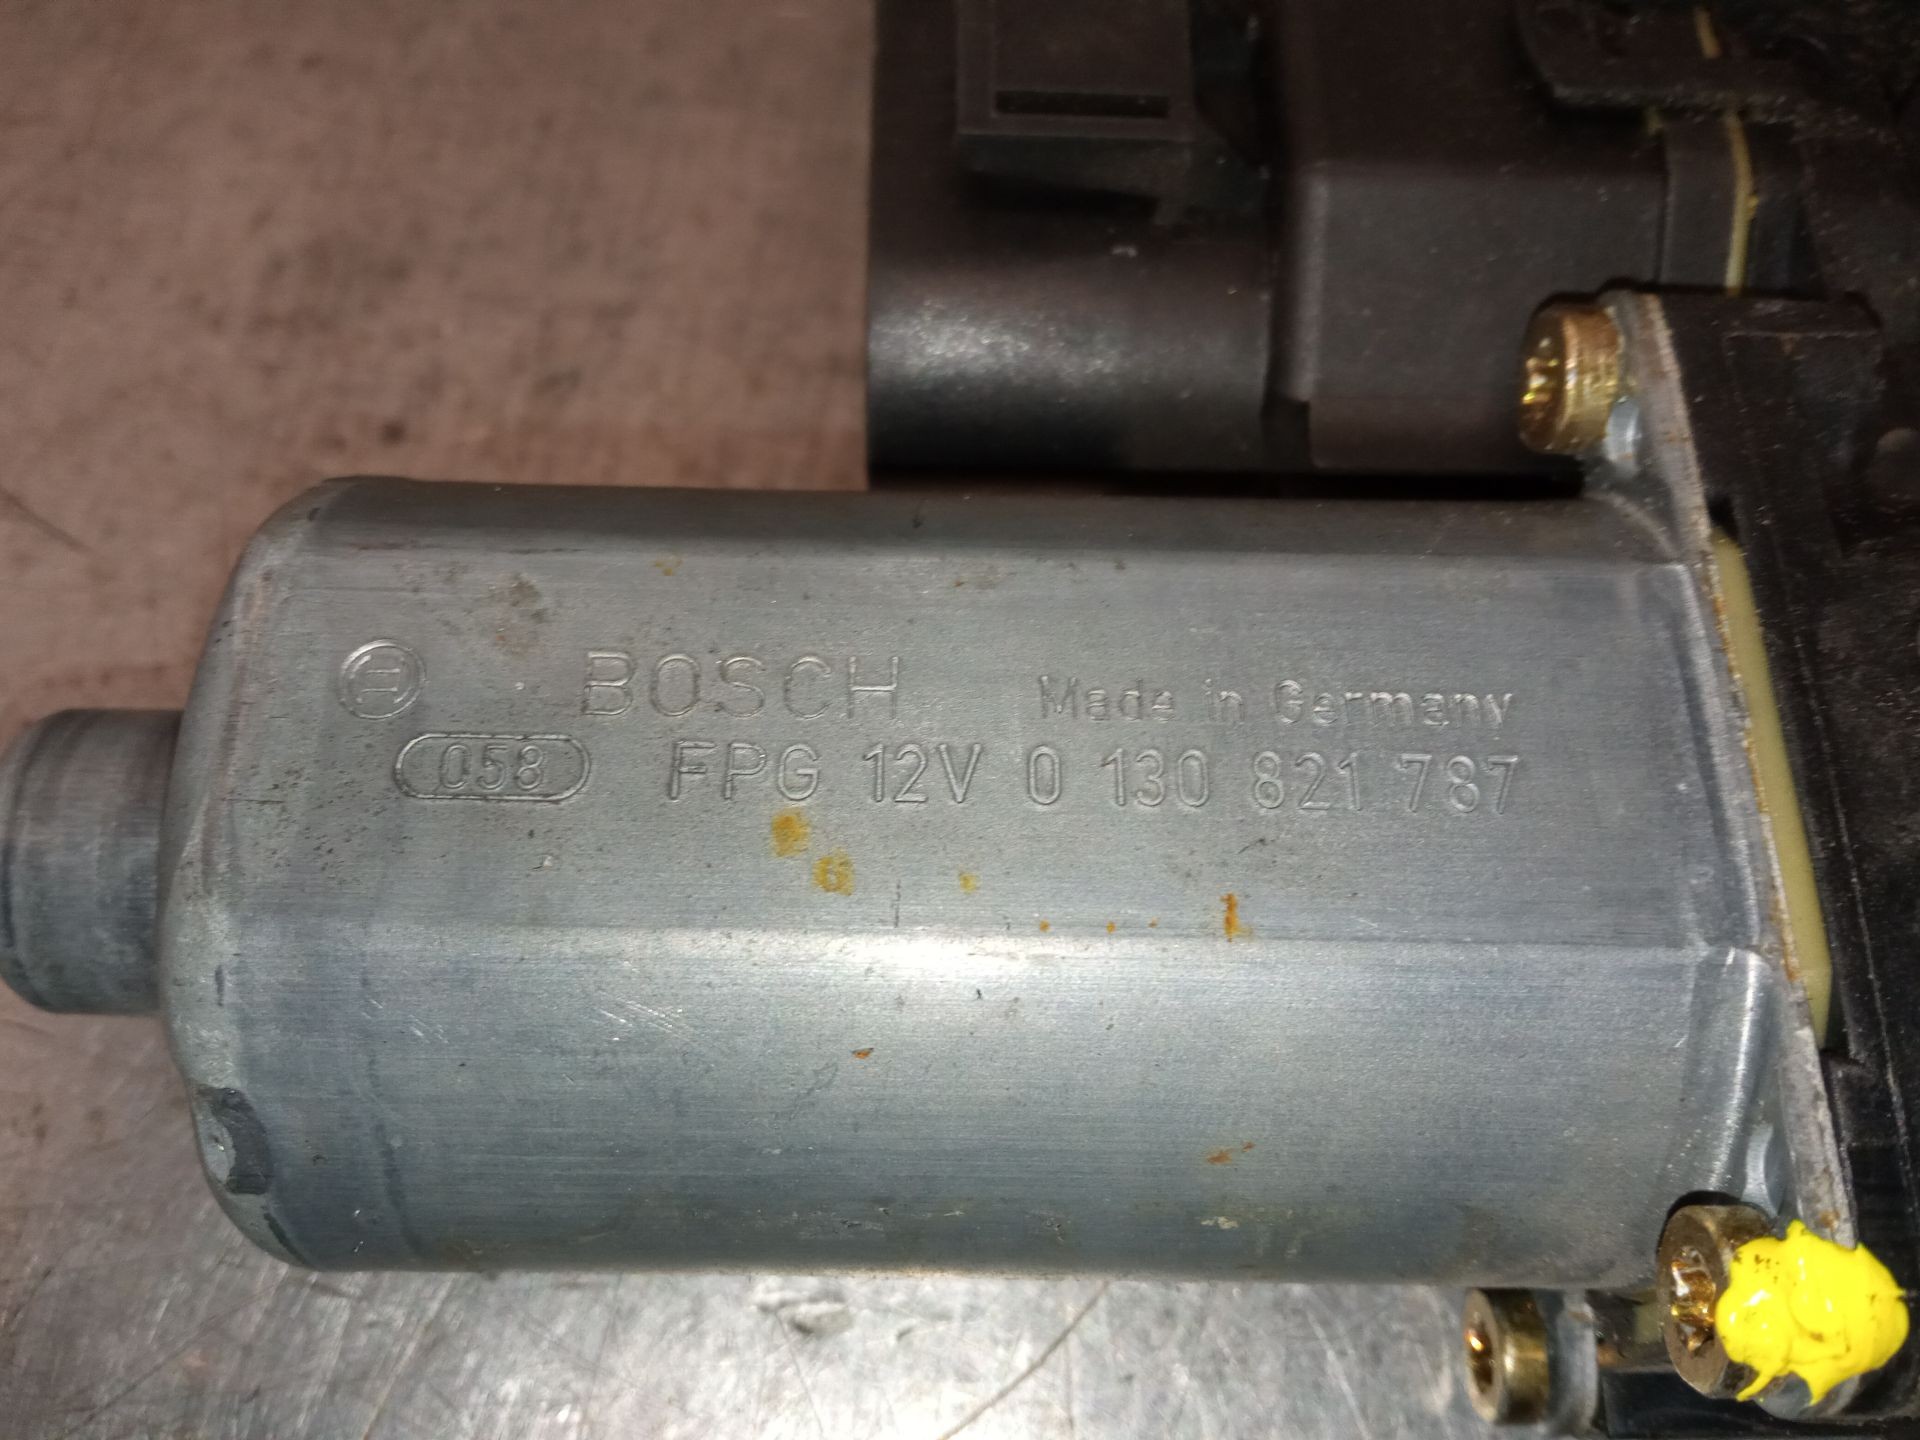 BOSCH Made in Germany
058 FPG 12V 0 130 821 787